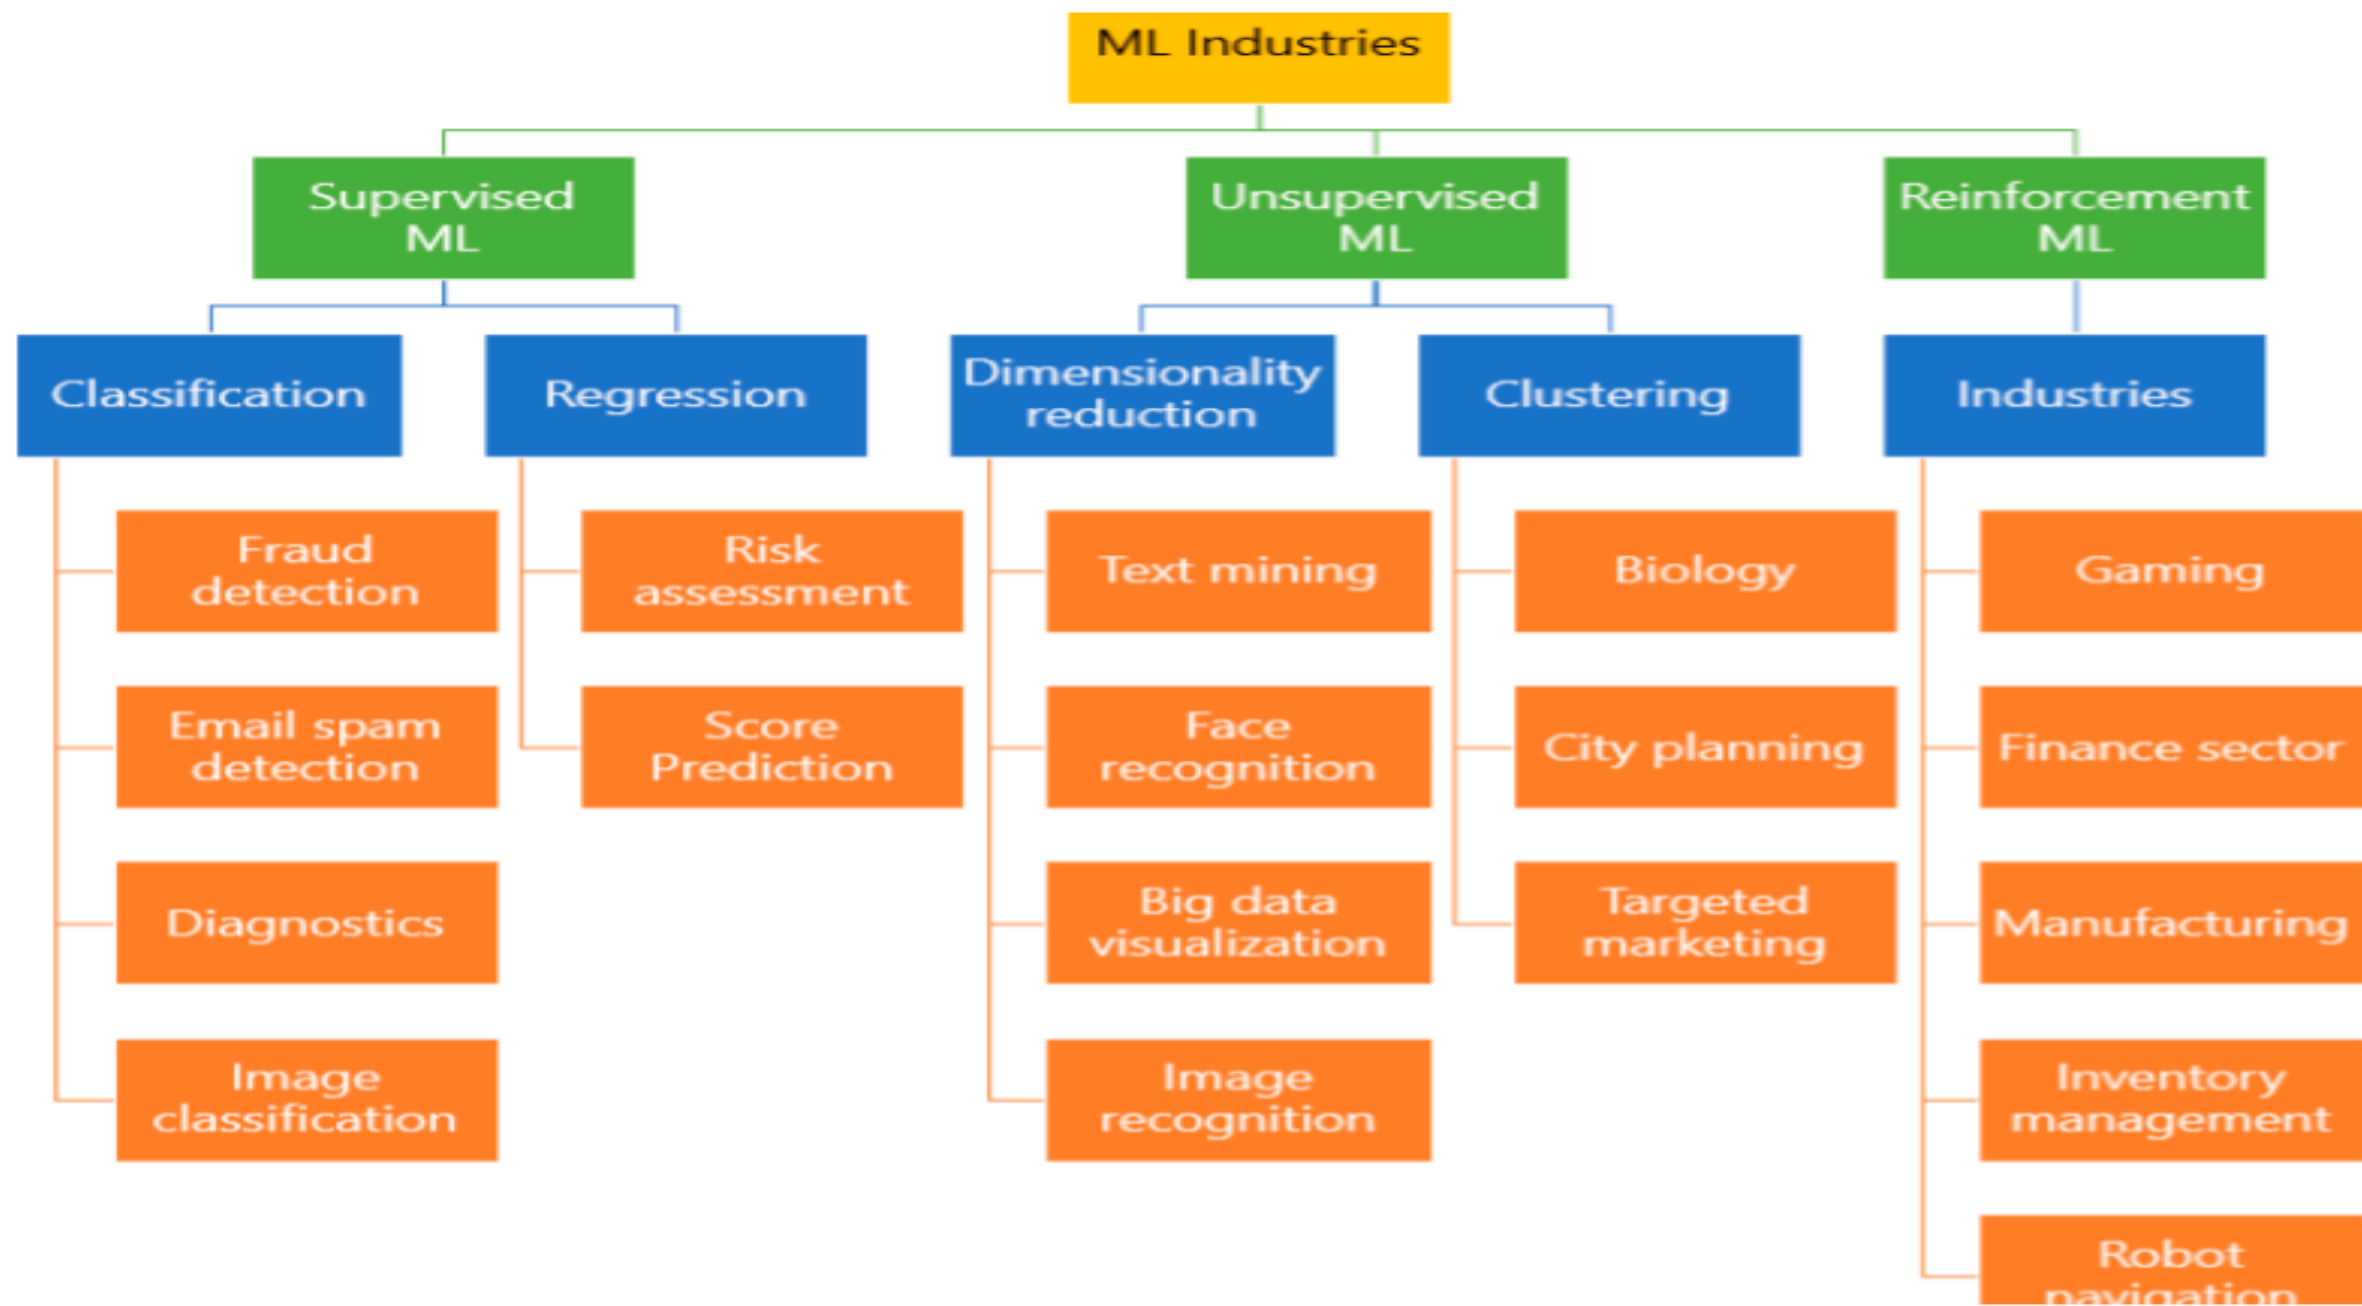 ML Industries
Supervised
ML
Unsupervised
ML
Reinforcement
ML
Classification
Regression
Dimensionality
reduction
Clustering
Industries
Fraud
detection
Email spam
detection
Diagnostics
Image
classification
Risk
assessment
Score
Prediction
Text mining
Face
recognition
Big data
visualization
Image
recognition
Biology
City planning
Targeted
marketing
Gaming
Finance sector
Manufacturing
Inventory
management
Robot
navigation